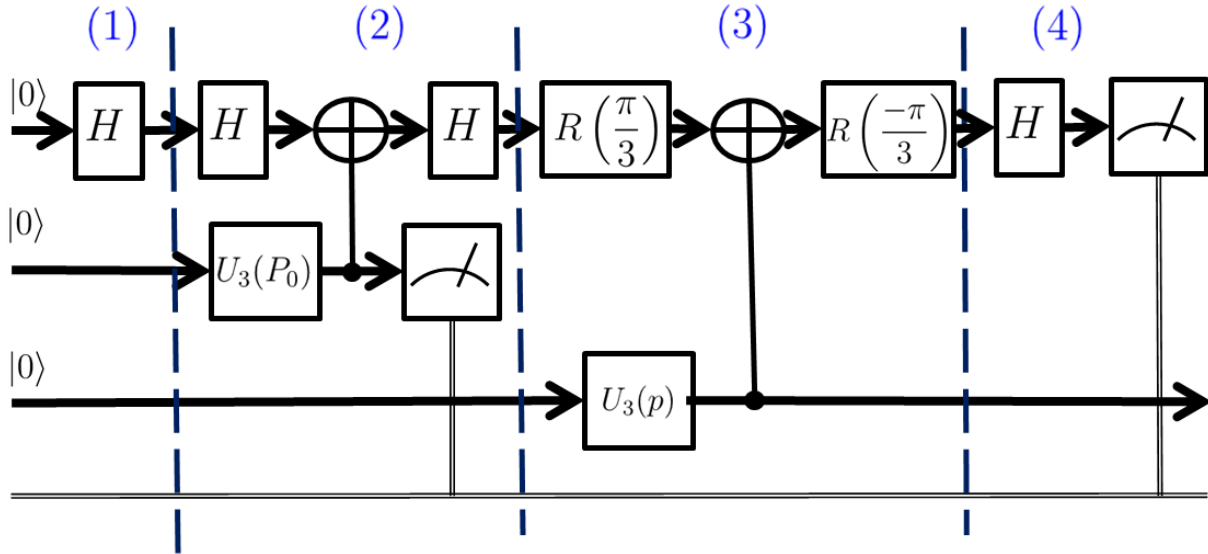 (1) (2) (3) (4)
|0⟩ H H H R(π/3) R(-π/3) H
|0⟩ U₃(P₀)
|0⟩ U₃(p)